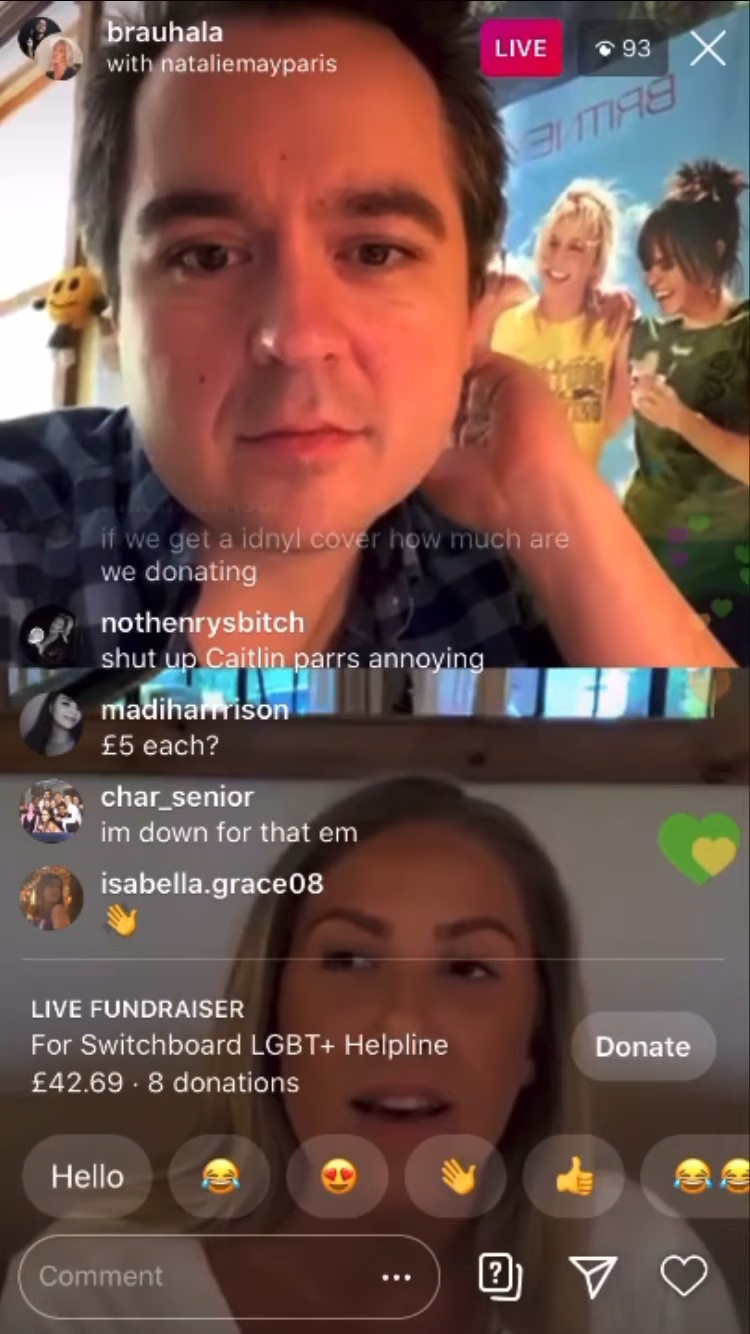 brauhala
with nataliemayparis
LIVE
93
BRITNE
if we get a idnyl cover how much are
we donating
nothenrysbitch
shut up Caitlin parrs annoying
madiharrrison
£5 each?
char_senior
im down for that em
isabella.grace08
👋
LIVE FUNDRAISER
For Switchboard LGBT+ Helpline
£42.69 · 8 donations
Donate
Hello
😂
😍
👋
👍
😂😂
Comment